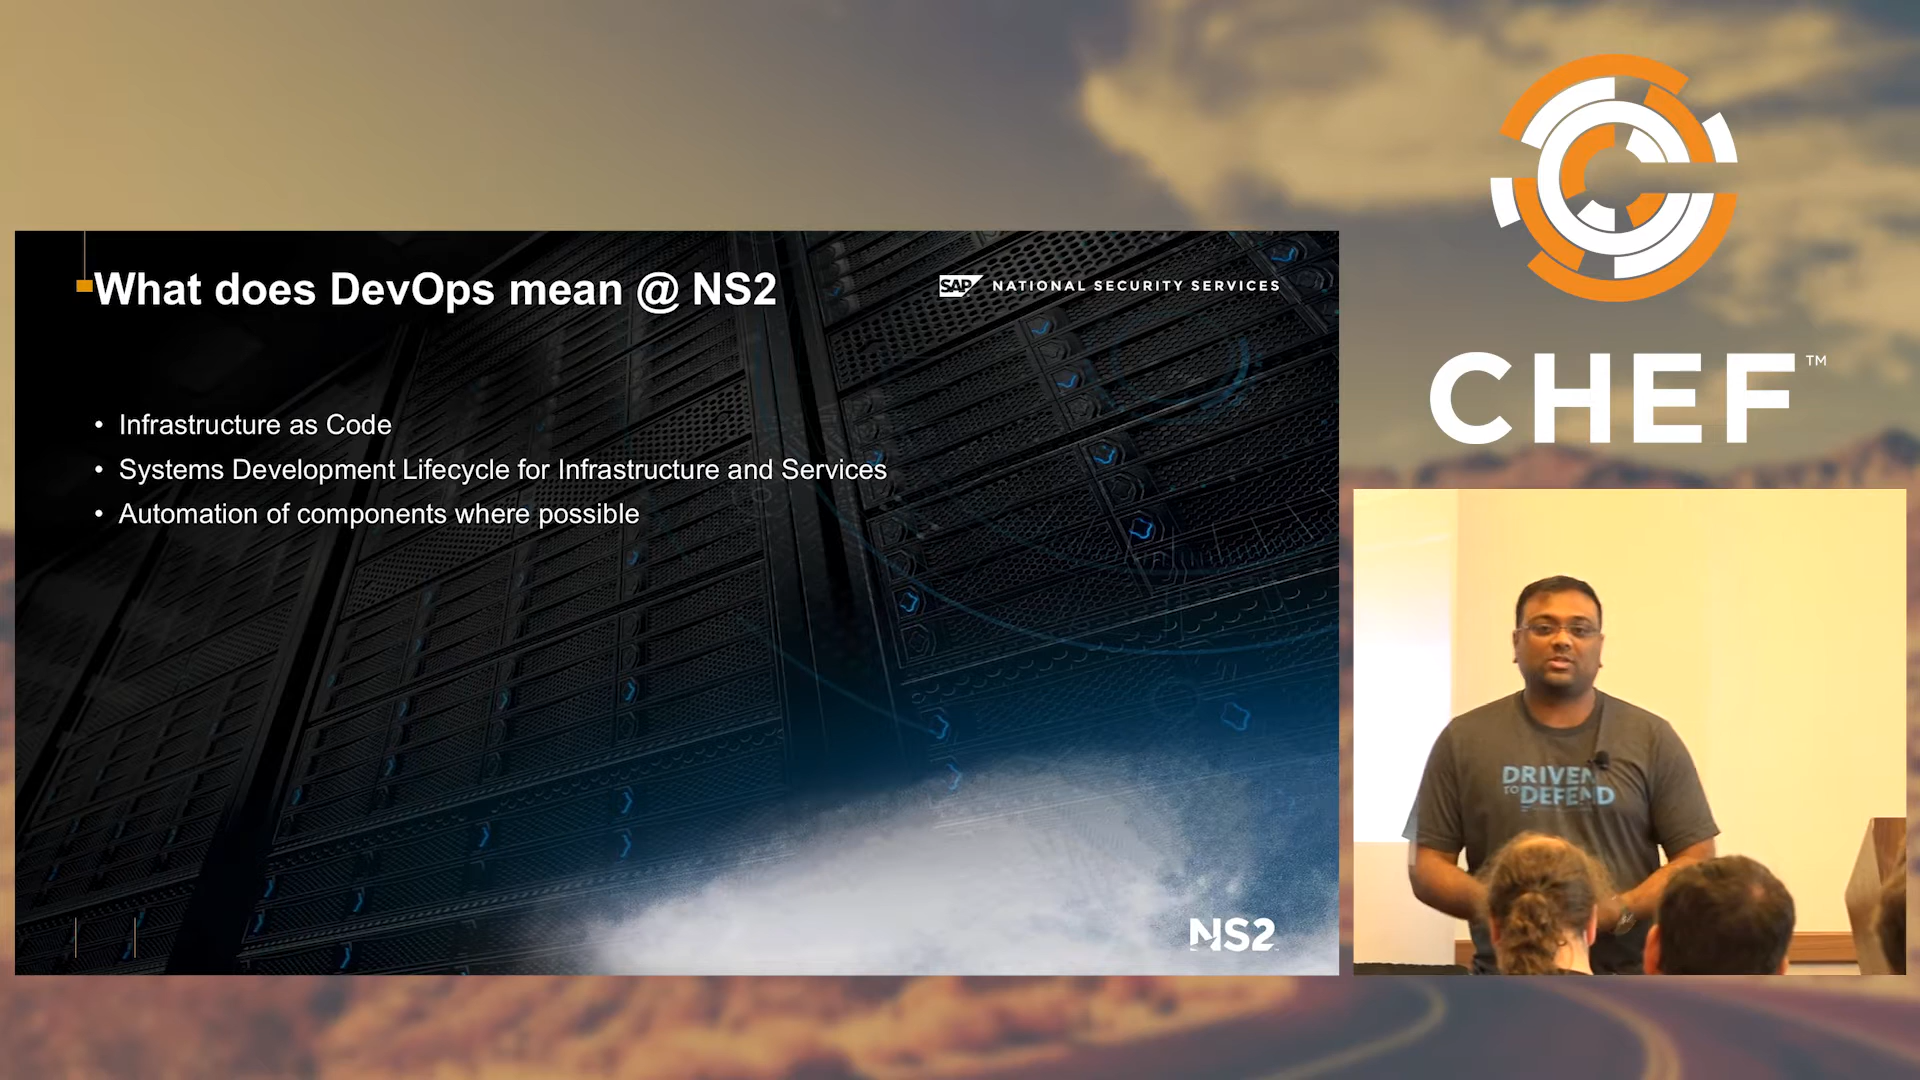 What does DevOps mean @ NS2
SAP NATIONAL SECURITY SERVICES
• Infrastructure as Code
• Systems Development Lifecycle for Infrastructure and Services
• Automation of components where possible
NS2
CHEF™
DRIVEN
TO DEFEND